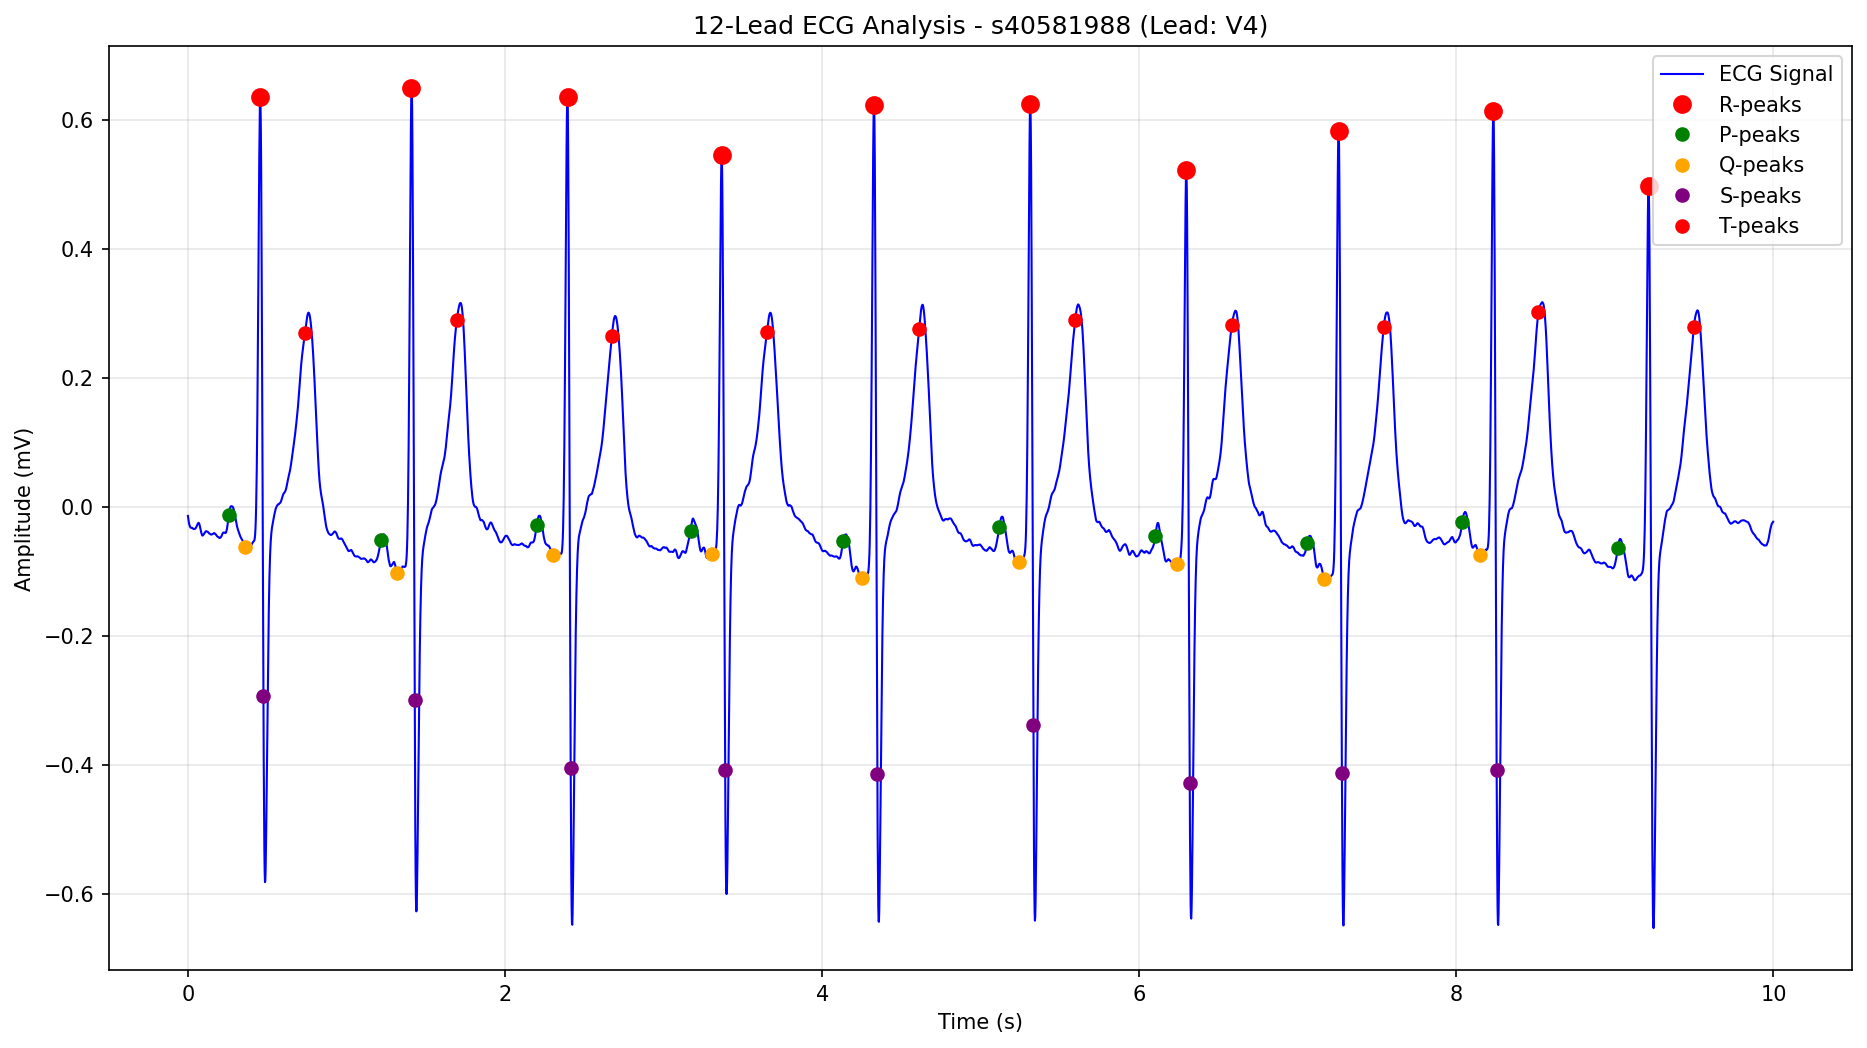 12-Lead ECG Analysis - s40581988 (Lead: V4)
ECG Signal
R-peaks
P-peaks
Q-peaks
S-peaks
T-peaks
Amplitude (mV)
0.6
0.4
0.2
0.0
−0.2
−0.4
−0.6
0 2 4 6 8 10
Time (s)